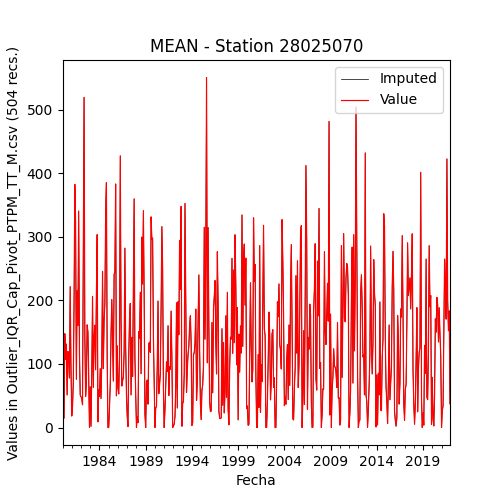 MEAN - Station 28025070
Imputed
Value
Values in Outlier_IQR_Cap_Pivot_PTPM_TT_M.csv (504 recs.)
500
400
300
200
100
0
1984 1989 1994 1999 2004 2009 2014 2019
Fecha